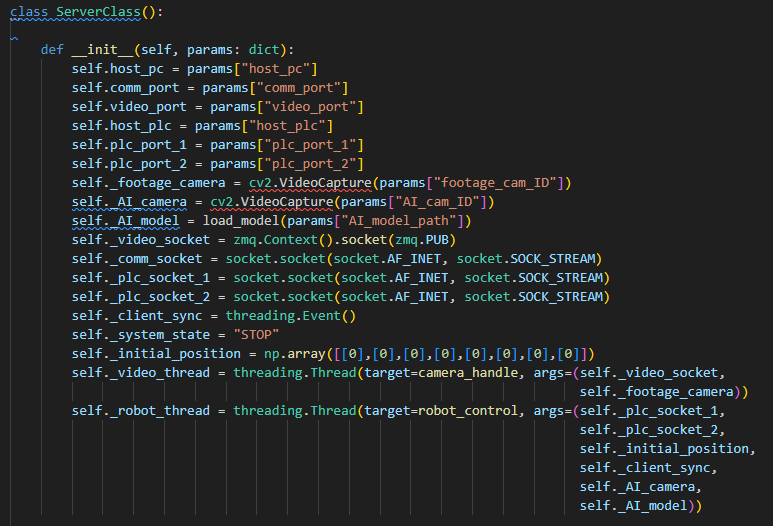 class ServerClass():
def __init__(self, params: dict):
self.host_pc = params["host_pc"]
self.comm_port = params["comm_port"]
self.video_port = params["video_port"]
self.host_plc = params["host_plc"]
self.plc_port_1 = params["plc_port_1"]
self.plc_port_2 = params["plc_port_2"]
self._footage_camera = cv2.VideoCapture(params["footage_cam_ID"])
self._AI_camera = cv2.VideoCapture(params["AI_cam_ID"])
self._AI_model = load_model(params["AI_model_path"])
self._video_socket = zmq.Context().socket(zmq.PUB)
self._comm_socket = socket.socket(socket.AF_INET, socket.SOCK_STREAM)
self._plc_socket_1 = socket.socket(socket.AF_INET, socket.SOCK_STREAM)
self._plc_socket_2 = socket.socket(socket.AF_INET, socket.SOCK_STREAM)
self._client_sync = threading.Event()
self._system_state = "STOP"
self._initial_position = np.array([[0],[0],[0],[0],[0],[0],[0],[0]])
self._video_thread = threading.Thread(target=camera_handle, args=(self._video_socket,
self._footage_camera))
self._robot_thread = threading.Thread(target=robot_control, args=(self._plc_socket_1,
self._plc_socket_2,
self._initial_position,
self._client_sync,
self._AI_camera,
self._AI_model))